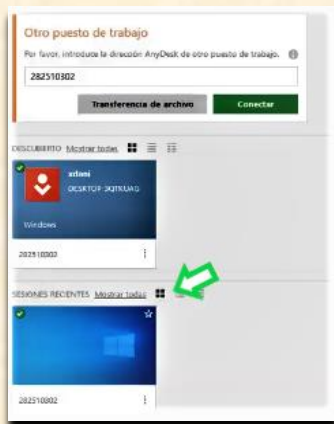 Otro puesto de trabajo
Por favor, introduce la dirección AnyDesk de otro puesto de trabajo.
282510302
Transferencia de archivo
Conectar
DESCUBIERTO Mostrar todas
xdoni
Windows
282510302
SESIONES RECIENTES Mostrar todas
282510302